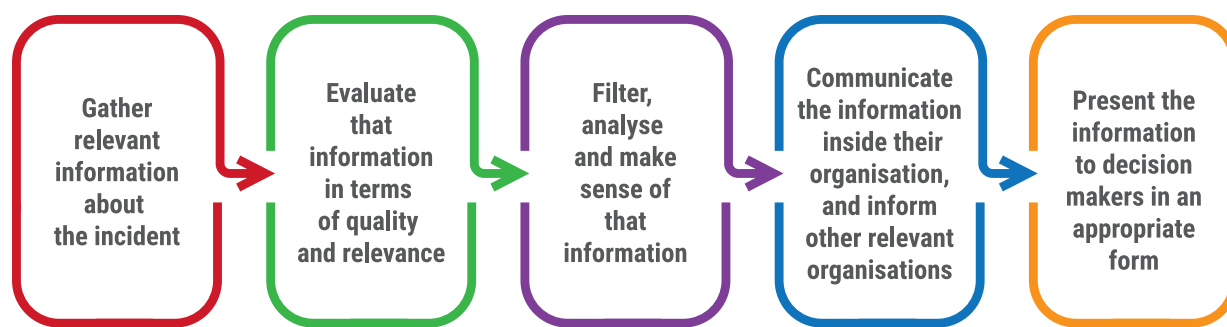 Gather
relevant
information
about
the incident
Evaluate
that
information
in terms
of quality
and relevance
Filter,
analyse
and make
sense of
that
information
Communicate
the information
inside their
organisation,
and inform
other relevant
organisations
Present the
information
to decision
makers in an
appropriate
form